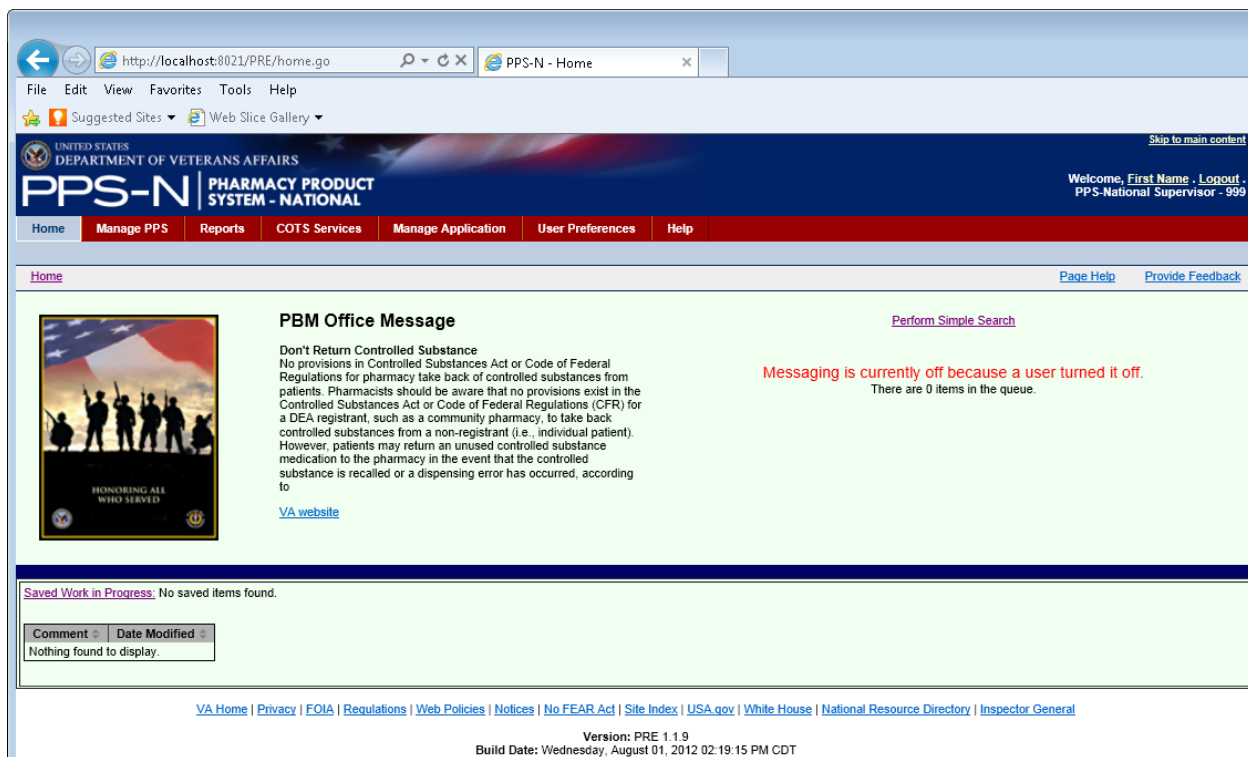 http://localhost:8021/PRE/home.go
PPS-N - Home
File Edit View Favorites Tools Help
Suggested Sites Web Slice Gallery
Skip to main content
UNITED STATES
DEPARTMENT OF VETERANS AFFAIRS
PPS-N PHARMACY PRODUCT
SYSTEM - NATIONAL
Welcome, First Name . Logout .
PPS-National Supervisor - 999
Home Manage PPS Reports COTS Services Manage Application User Preferences Help
Home Page Help Provide Feedback
HONORING ALL
WHO SERVED
PBM Office Message
Don't Return Controlled Substance
No provisions in Controlled Substances Act or Code of Federal
Regulations for pharmacy take back of controlled substances from
patients. Pharmacists should be aware that no provisions exist in the
Controlled Substances Act or Code of Federal Regulations (CFR) for
a DEA registrant, such as a community pharmacy, to take back
controlled substances from a non-registrant (i.e., individual patient).
However, patients may return an unused controlled substance
medication to the pharmacy in the event that the controlled
substance is recalled or a dispensing error has occurred, according
to
VA website
Perform Simple Search
Messaging is currently off because a user turned it off.
There are 0 items in the queue.
Saved Work in Progress: No saved items found.
Comment Date Modified
Nothing found to display.
VA Home | Privacy | FOIA | Regulations | Web Policies | Notices | No FEAR Act | Site Index | USA.gov | White House | National Resource Directory | Inspector General
Version: PRE 1.1.9
Build Date: Wednesday, August 01, 2012 02:19:15 PM CDT